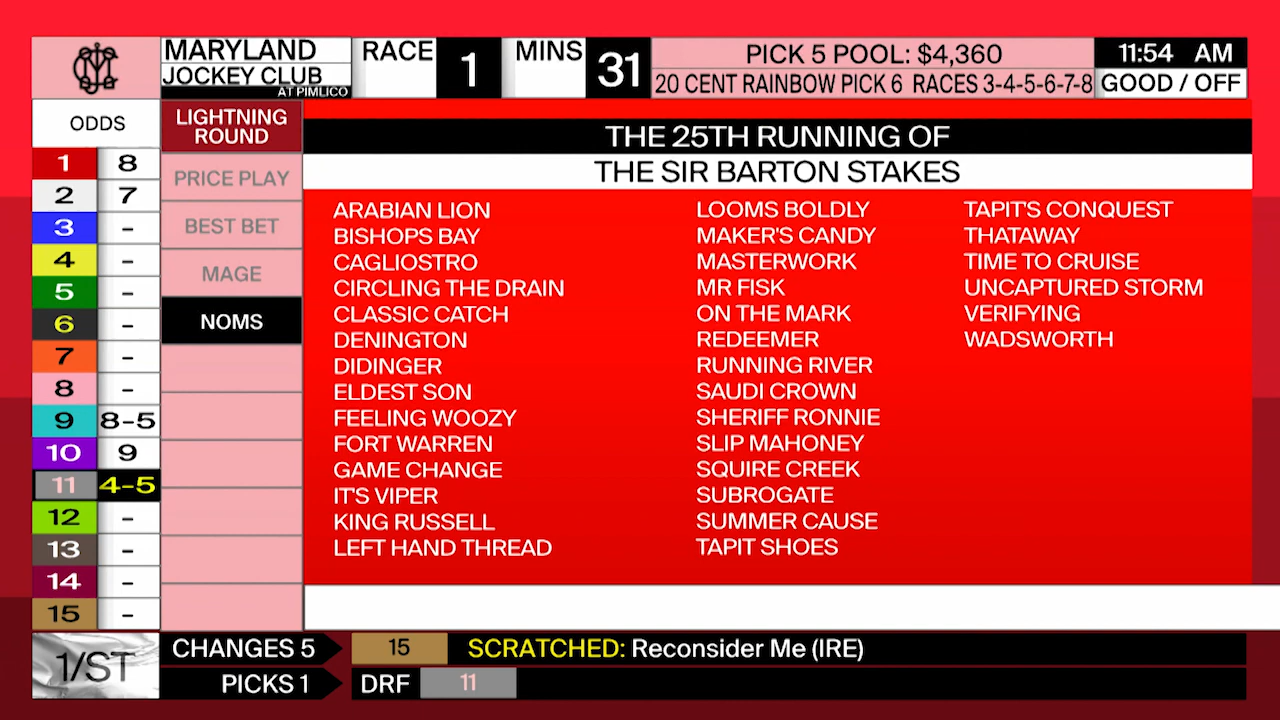 MARYLAND
JOCKEY CLUB
AT PIMLICO
RACE 1
MINS 31
PICK 5 POOL: $4,360
20 CENT RAINBOW PICK 6 RACES 3-4-5-6-7-8
11:54 AM
GOOD / OFF
ODDS
1 8
2 7
3 -
4 -
5 -
6 -
7 -
8 -
9 8-5
10 9
11 4-5
12 -
13 -
14 -
15 -
LIGHTNING
ROUND
PRICE PLAY
BEST BET
MAGE
NOMS
THE 25TH RUNNING OF
THE SIR BARTON STAKES
ARABIAN LION
BISHOPS BAY
CAGLIOSTRO
CIRCLING THE DRAIN
CLASSIC CATCH
DENINGTON
DIDINGER
ELDEST SON
FEELING WOOZY
FORT WARREN
GAME CHANGE
IT'S VIPER
KING RUSSELL
LEFT HAND THREAD
LOOMS BOLDLY
MAKER'S CANDY
MASTERWORK
MR FISK
ON THE MARK
REDEEMER
RUNNING RIVER
SAUDI CROWN
SHERIFF RONNIE
SLIP MAHONEY
SQUIRE CREEK
SUBROGATE
SUMMER CAUSE
TAPIT SHOES
TAPIT'S CONQUEST
THATAWAY
TIME TO CRUISE
UNCAPTURED STORM
VERIFYING
WADSWORTH
1/ST
CHANGES 5
15 SCRATCHED: Reconsider Me (IRE)
PICKS 1
DRF 11